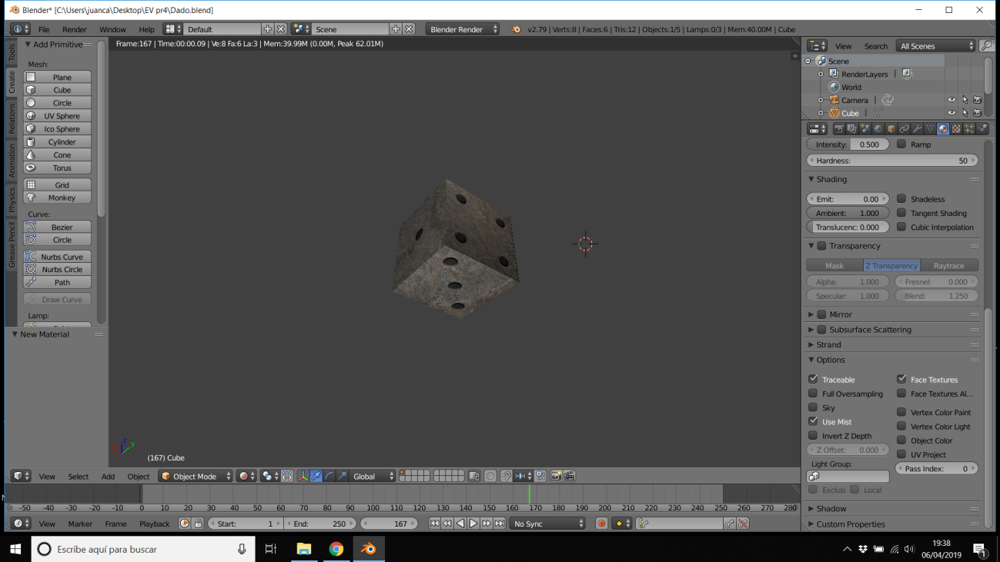 Blender* [C:\Users\juanca\Desktop\EV pr4\Dado.blend]
File Render Window Help Default Scene Blender Render v2.79 | Verts:8 | Faces:6 | Tris:12 | Objects:1/5 | Lamps:0/3 | Mem:40.00M | Cube
Frame:167 | Time:00:00.09 | Ve:8 Fa:6 La:3 | Mem:39.99M (0.00M, Peak 62.01M)
Tools
Create
Relations
Animation
Physics
Grease Pencil
Add Primitive
Mesh:
Plane
Cube
Circle
UV Sphere
Ico Sphere
Cylinder
Cone
Torus
Grid
Monkey
Curve:
Bezier
Circle
Nurbs Curve
Nurbs Circle
Path
Draw Curve
Lamp:
New Material
z
y
(167) Cube
View Search All Scenes
Scene
RenderLayers |
World
Camera |
Cube |
Intensity: 0.500 Ramp
Hardness: 50
Shading
Emit: 0.00 Shadeless
Ambient: 1.000 Tangent Shading
Translucenc: 0.000 Cubic Interpolation
Transparency
Mask Z Transparency Raytrace
Alpha: 1.000 Fresnel: 0.000
Specular: 1.000 Blend: 1.250
Mirror
Subsurface Scattering
Strand
Options
Traceable Face Textures
Full Oversampling Face Textures Al...
Sky Vertex Color Paint
Use Mist Vertex Color Light
Invert Z Depth Object Color
Z Offset: 0.000 UV Project
Light Group: Pass Index: 0
Exclusi Local
Shadow
Custom Properties
View Select Add Object Object Mode Global
-50 -40 -30 -20 -10 0 10 20 30 40 50 60 70 80 90 100 110 120 130 140 150 160 170 180 190 200 210 220 230 240 250 260 270 280
View Marker Frame Playback Start: 1 End: 250 167 No Sync
Escribe aquí para buscar
19:38
06/04/2019
1